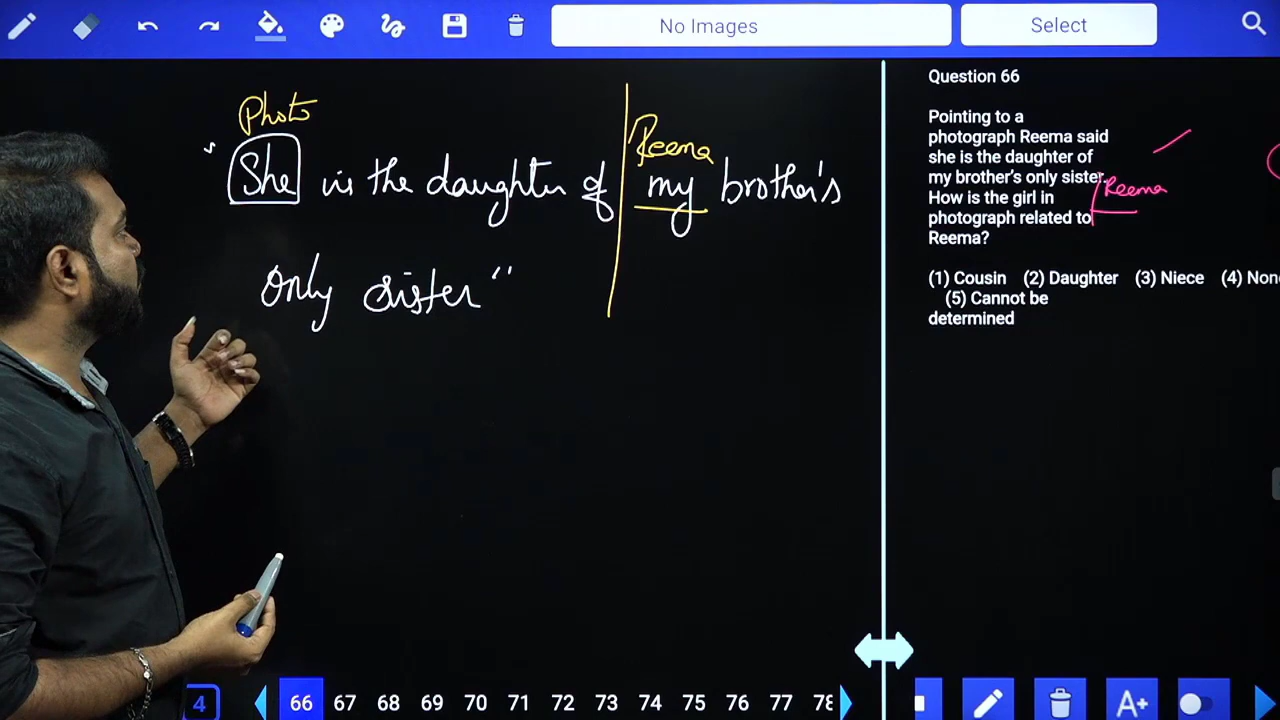 No Images
Select
Photo
Reema
"She is the daughter of my brother's
only sister"
Question 66
Pointing to a
photograph Reema said
she is the daughter of
my brother's only sister.
Reema
How is the girl in
photograph related to
Reema?
(1) Cousin (2) Daughter (3) Niece (4) Non
(5) Cannot be
determined
4 66 67 68 69 70 71 72 73 74 75 76 77 78
A+